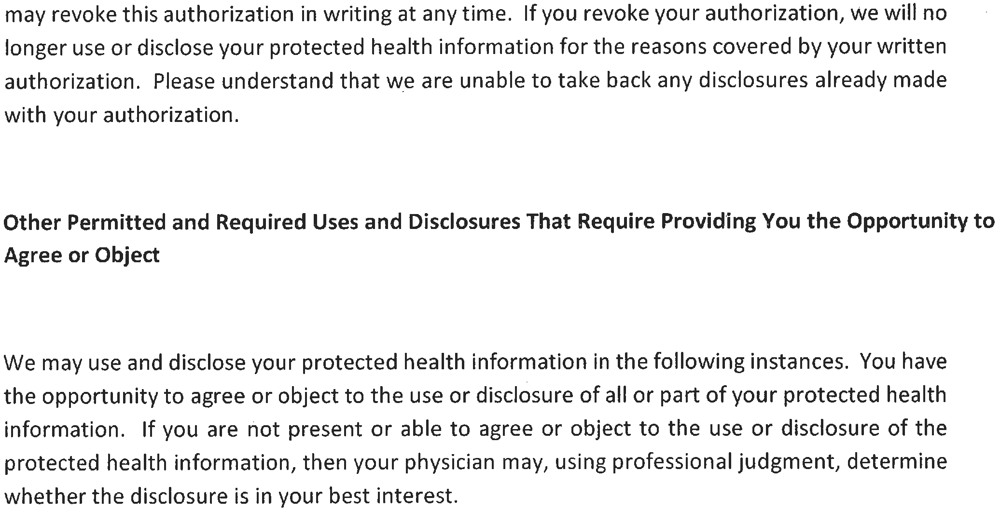 may revoke this authorization in writing at any time.  If you revoke your authorization, we will no
longer use or disclose your protected health information for the reasons covered by your written
authorization.  Please understand that we are unable to take back any disclosures already made
with your authorization.
Other Permitted and Required Uses and Disclosures That Require Providing You the Opportunity to
Agree or Object
We may use and disclose your protected health information in the following instances.  You have
the opportunity to agree or object to the use or disclosure of all or part of your protected health
information.  If you are not present or able to agree or object to the use or disclosure of the
protected health information, then your physician may, using professional judgment, determine
whether the disclosure is in your best interest.